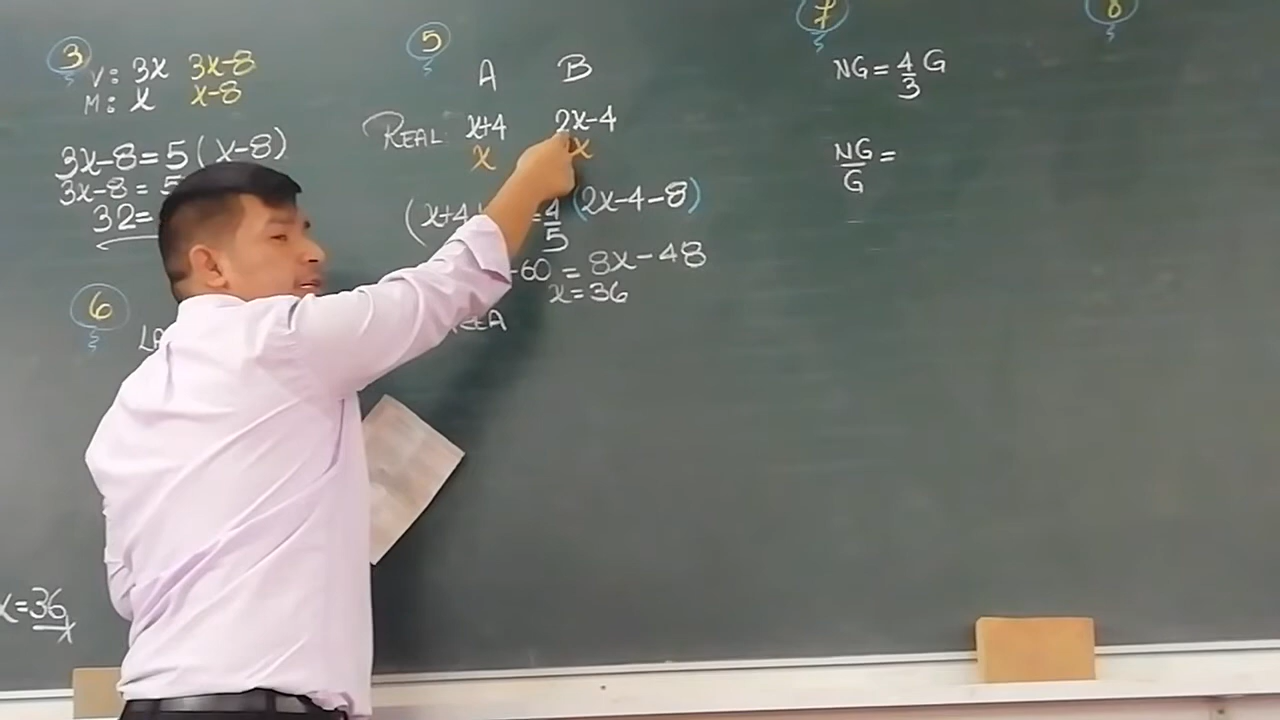 3
V: 3x 3x-8
M: x x-8
3x-8=5(x-8)
3x-8=5
32=
5
A B
REAL x+4 2x-4
x x
(x+4 = 4/5 (2x-4-8)
-60 = 8x-48
x=36
6
7
NG = 4/3 G
NG/G =
8
x=36